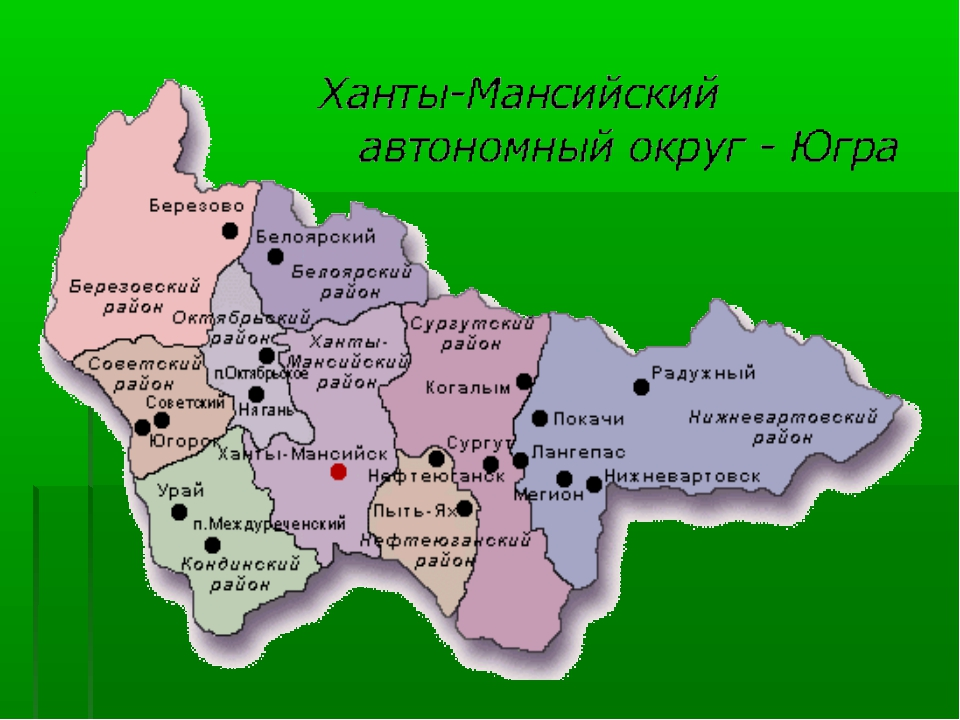 Ханты-Мансийский
автономный округ - Югра
Березово
Белоярский
Белоярский
район
Березовский
район
Октябрьский
район
Ханты-
Мансийский
район
Сургутский
район
Советский
район
п.Октябрьское
Когалым
Радужный
Советский
Нягань
Покачи
Нижневартовский
район
Югорск
Сургут
Ханты-Мансийск
Лангепас
Нефтеюганск
Нижневартовск
Урай
Мегион
Пыть-Ях
п.Междуреченский
Нефтеюганский
район
Кондинский
район